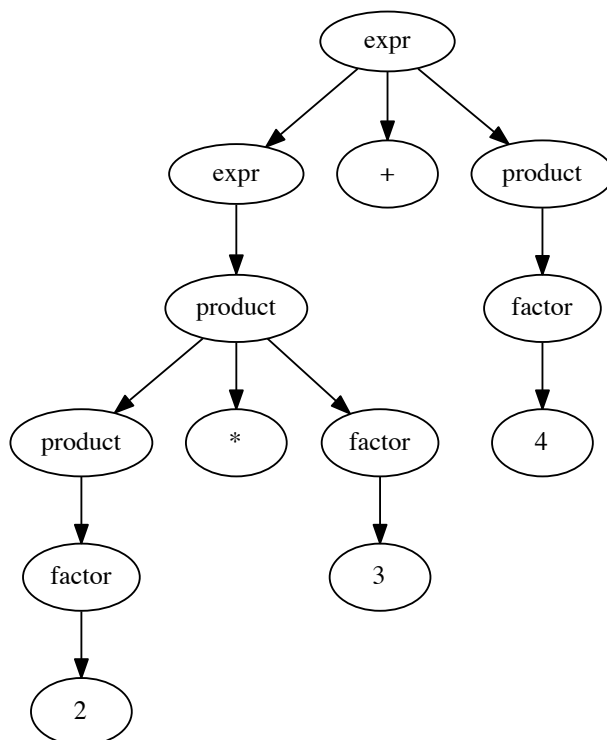 expr
expr + product
product factor
product * factor 4
factor 3
2